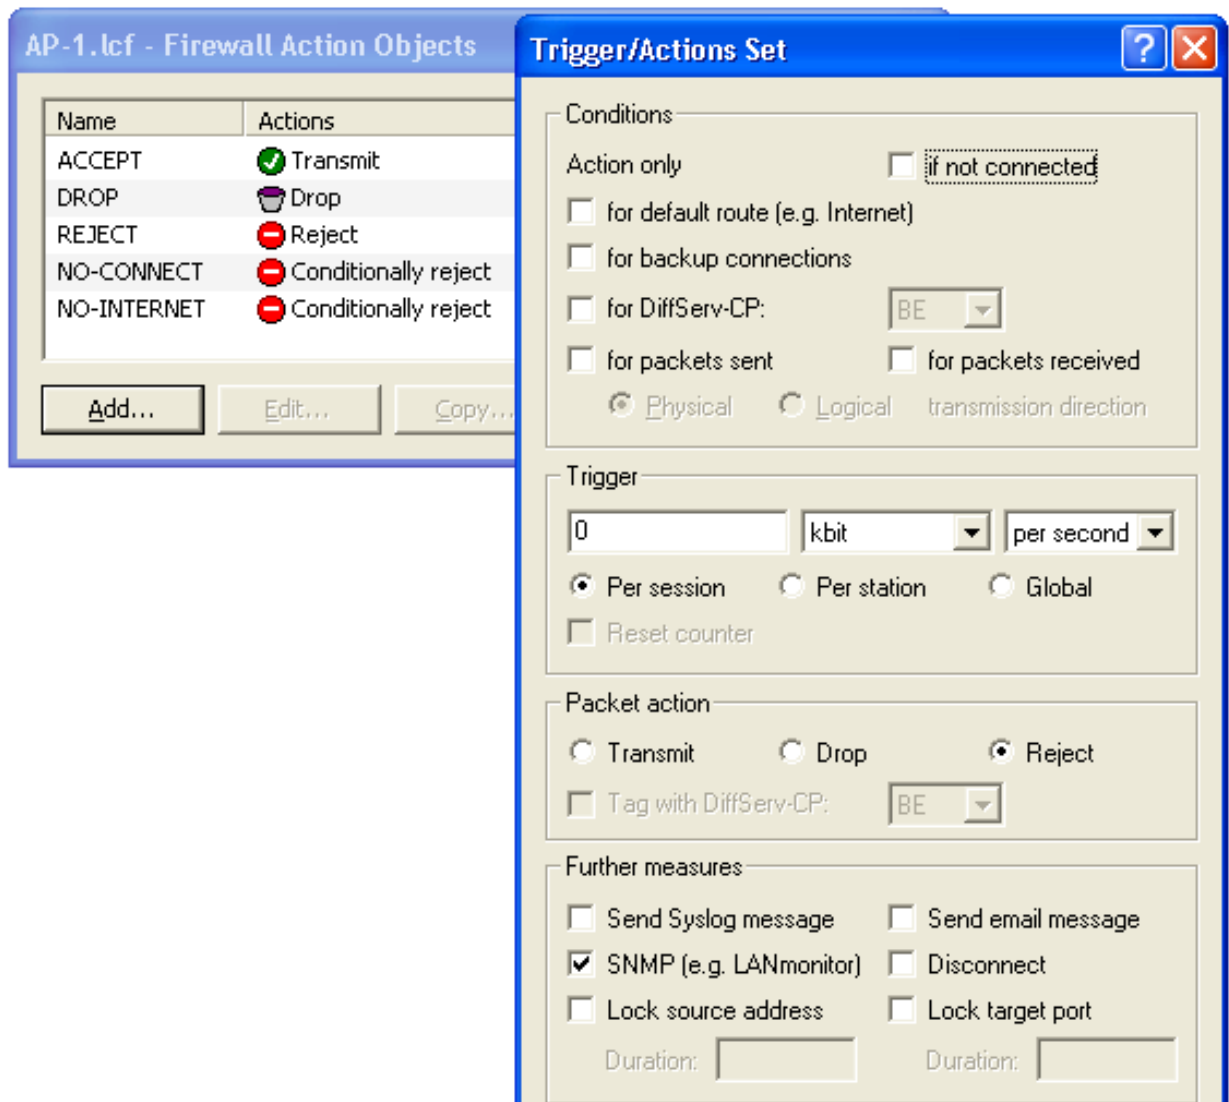 AP-1.lcf - Firewall Action Objects
Name Actions
ACCEPT Transmit
DROP Drop
REJECT Reject
NO-CONNECT Conditionally reject
NO-INTERNET Conditionally reject
Add... Edit... Copy...
Trigger/Actions Set
Conditions
Action only if not connected
for default route (e.g. Internet)
for backup connections
for DiffServ-CP: BE
for packets sent for packets received
Physical Logical transmission direction
Trigger
0 kbit per second
Per session Per station Global
Reset counter
Packet action
Transmit Drop Reject
Tag with DiffServ-CP: BE
Further measures
Send Syslog message Send email message
SNMP (e.g. LANmonitor) Disconnect
Lock source address Lock target port
Duration: Duration: